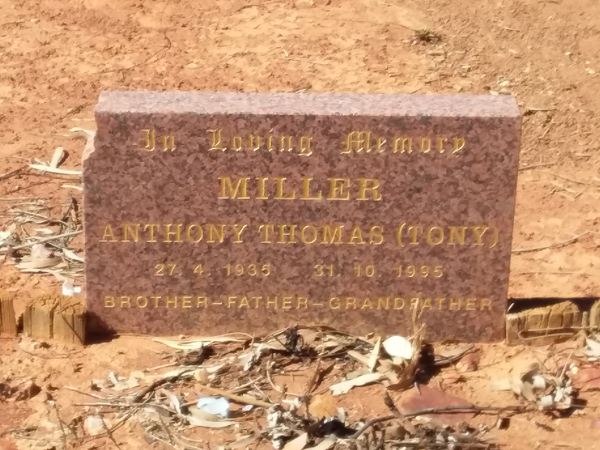 In Loving Memory
MILLER
ANTHONY THOMAS (TONY)
27. 4. 1935 31. 10. 1995
BROTHER-FATHER-GRANDFATHER